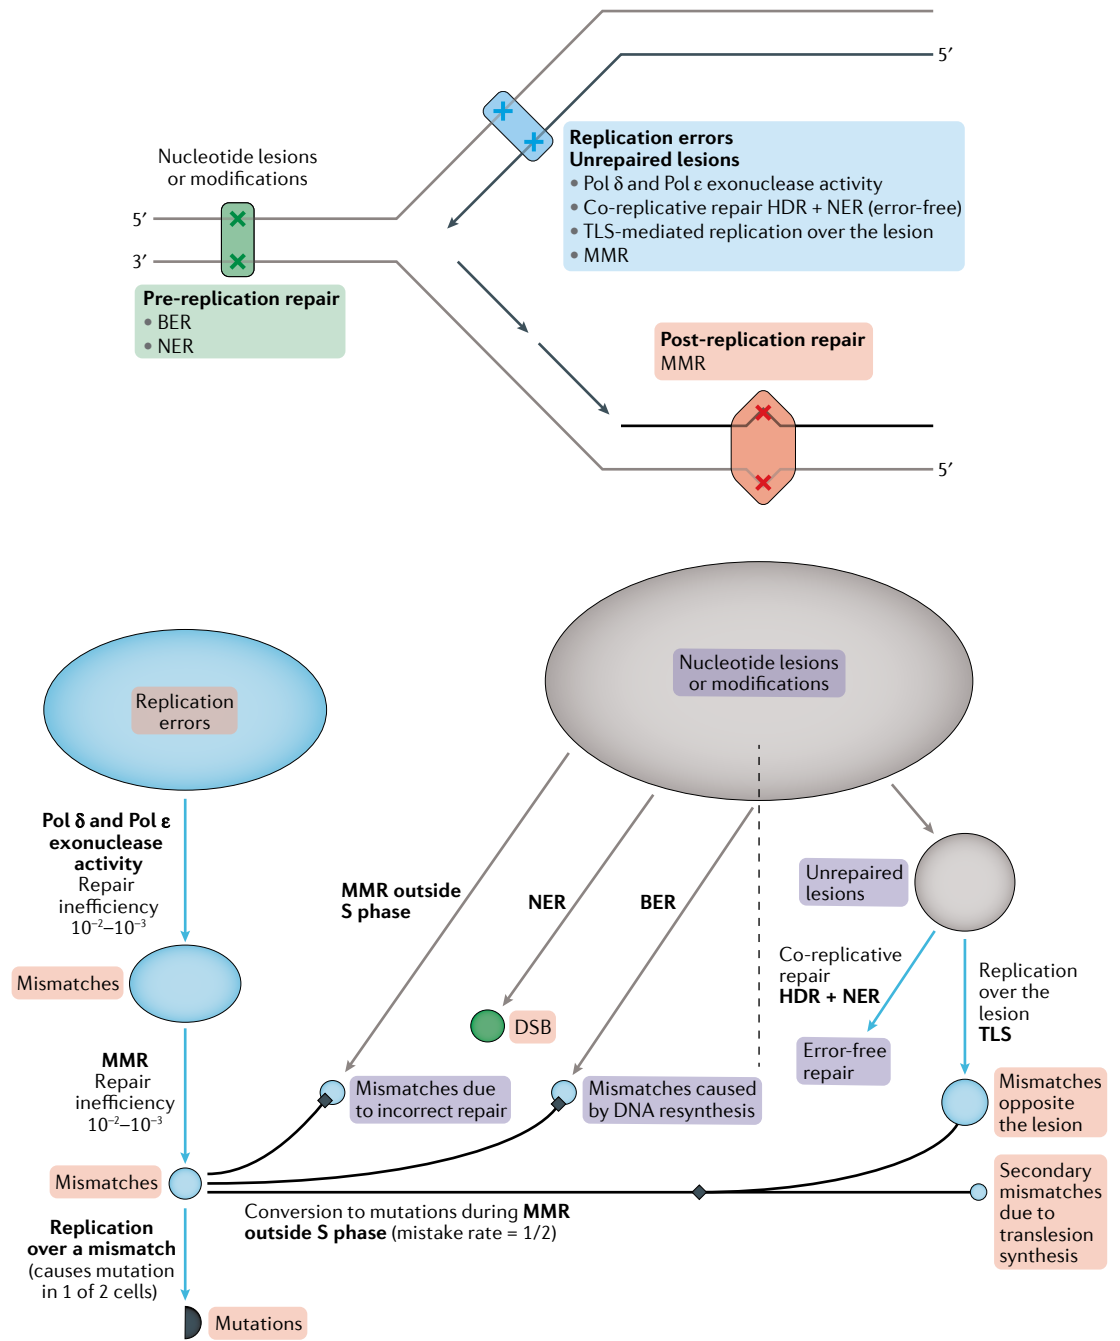 5′
Nucleotide lesions
or modifications
5′
3′
Pre-replication repair
• BER
• NER
Replication errors
Unrepaired lesions
• Pol δ and Pol ε exonuclease activity
• Co-replicative repair HDR + NER (error-free)
• TLS-mediated replication over the lesion
• MMR
Post-replication repair
MMR
5′
Replication
errors
Nucleotide lesions
or modifications
Pol δ and Pol ε
exonuclease
activity
Repair
inefficiency
10⁻²–10⁻³
Mismatches
MMR
Repair
inefficiency
10⁻²–10⁻³
Mismatches
Replication
over a mismatch
(causes mutation
in 1 of 2 cells)
Mutations
MMR outside
S phase
NER
BER
DSB
Mismatches due
to incorrect repair
Mismatches caused
by DNA resynthesis
Unrepaired
lesions
Co-replicative
repair
HDR + NER
Error-free
repair
Replication
over the
lesion
TLS
Mismatches
opposite
the lesion
Secondary
mismatches
due to
translesion
synthesis
Conversion to mutations during MMR
outside S phase (mistake rate = 1/2)